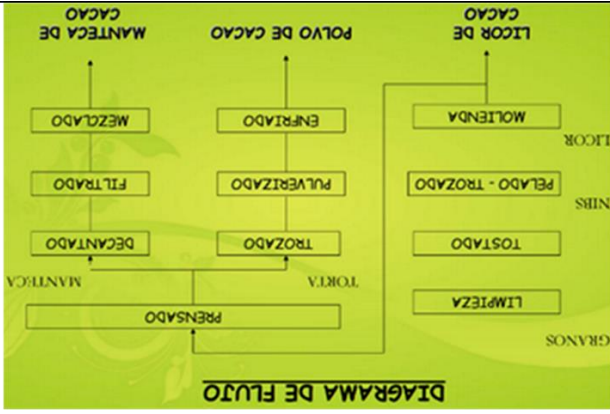 DIAGRAMA DE FLUJO
GRANOS
LIMPIEZA
TOSTADO
NIBS
PELADO - TROZADO
LICOR
MOLIENDA
LICOR DE
CACAO
PRENSADO
TORTA
TROZADO
PULVERIZADO
ENFRIADO
POLVO DE CACAO
MANTECA
DECANTADO
FILTRADO
MEZCLADO
MANTECA DE
CACAO